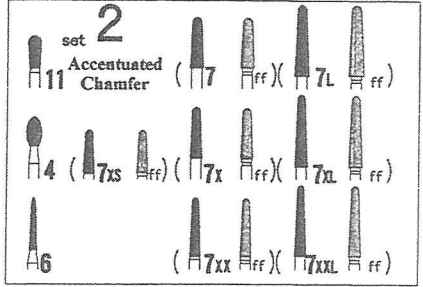 set 2
11 Accentuated Chamfer ( 7 ff )( 7L ff )
4 ( 7xs ff ) ( 7x ff )( 7xL ff )
6 ( 7xx ff )( 7xxL ff )